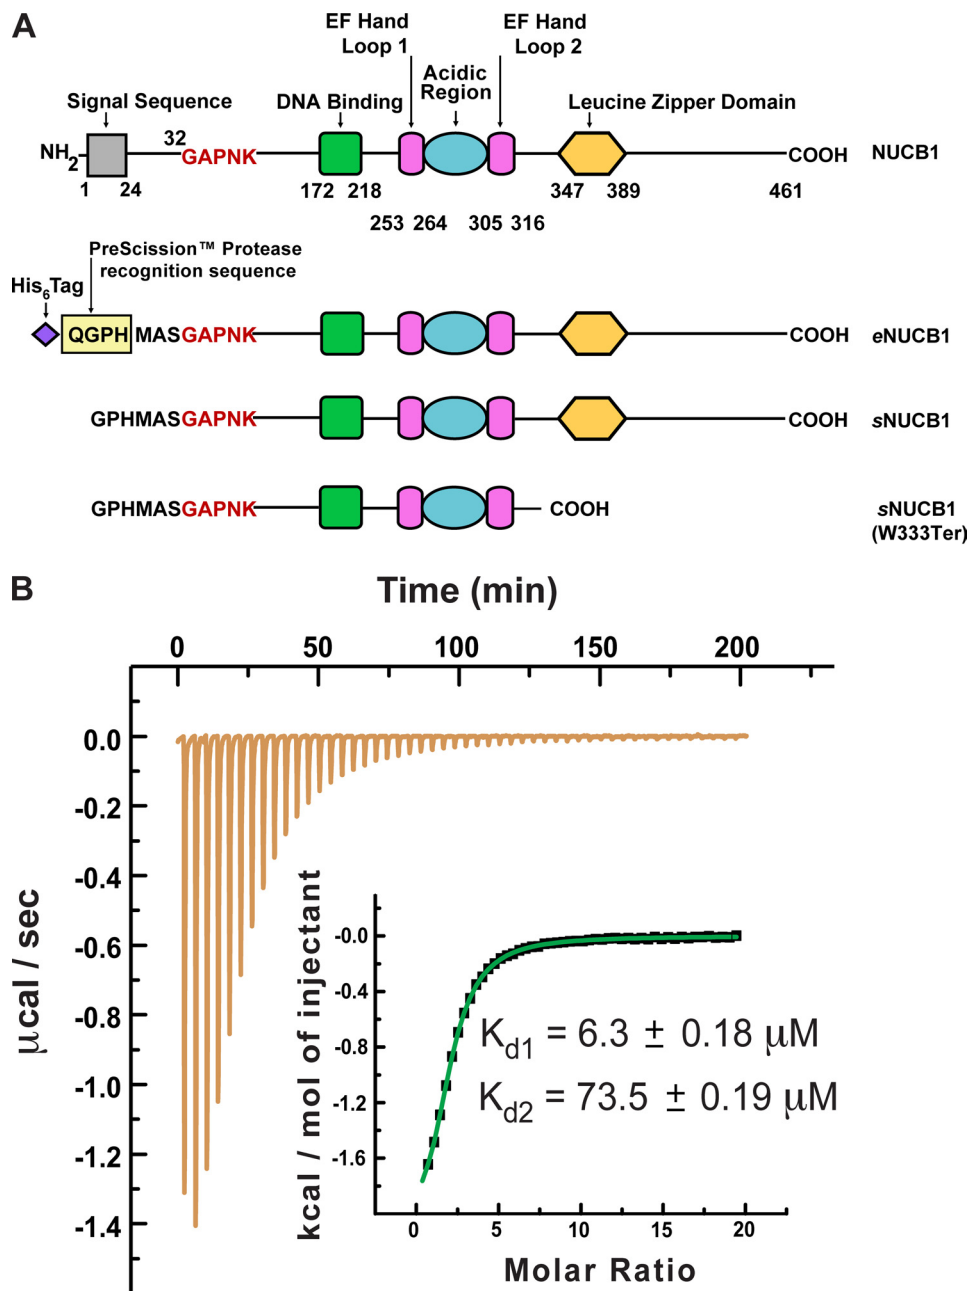 A
EF Hand
Loop 1
EF Hand
Loop 2
Acidic
Region
Signal Sequence
DNA Binding
Leucine Zipper Domain
NH2
32
GAPNK
COOH
NUCB1
1
24
172
218
347
389
461
253
264
305
316
PreScission™ Protease
recognition sequence
His6Tag
QGPH
MASGAPNK
COOH
eNUCB1
GPHMASGAPNK
COOH
sNUCB1
GPHMASGAPNK
COOH
sNUCB1
(W333Ter)
B
Time (min)
0 50 100 150 200
0.0
-0.2
-0.4
-0.6
-0.8
-1.0
-1.2
-1.4
μcal / sec
kcal / mol of injectant
-0.0
-0.4
-0.8
-1.2
-1.6
Kd1 = 6.3 ± 0.18 μM
Kd2 = 73.5 ± 0.19 μM
0 5 10 15 20
Molar Ratio